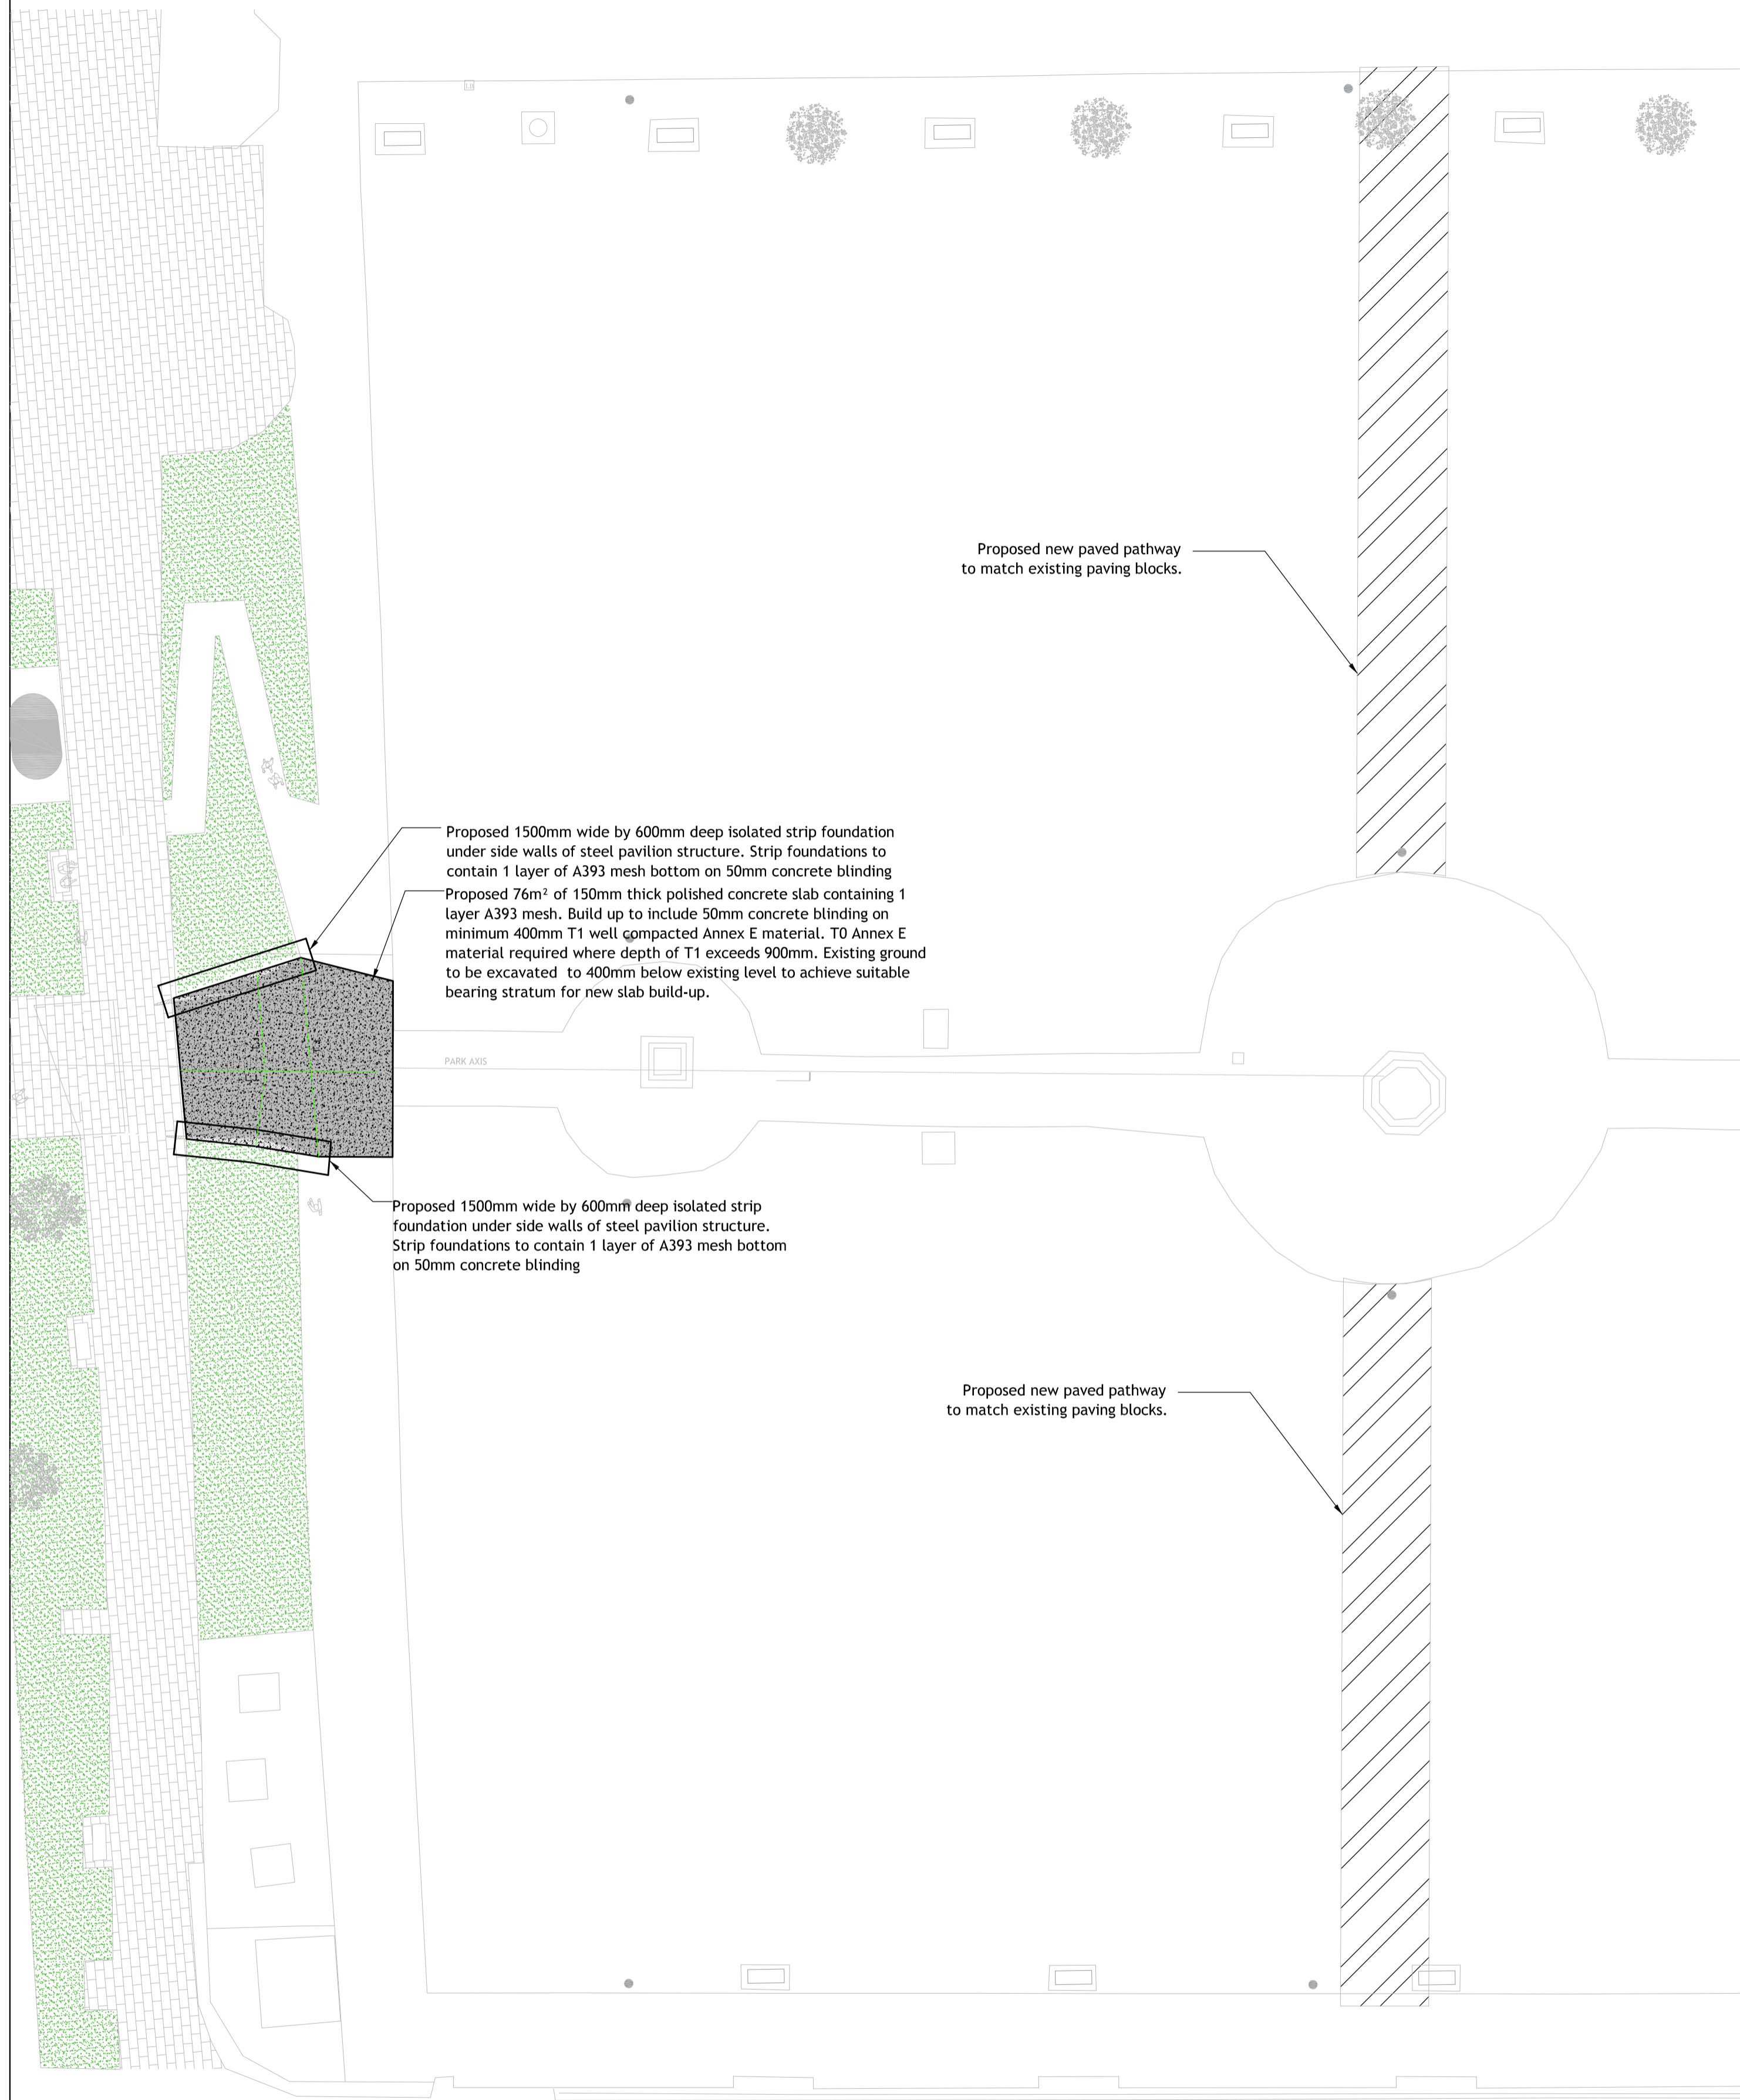 Proposed new paved pathway
to match existing paving blocks.
Proposed 1500mm wide by 600mm deep isolated strip foundation
under side walls of steel pavilion structure. Strip foundations to
contain 1 layer of A393 mesh bottom on 50mm concrete blinding
Proposed 76m² of 150mm thick polished concrete slab containing 1
layer A393 mesh. Build up to include 50mm concrete blinding on
minimum 400mm T1 well compacted Annex E material. T0 Annex E
material required where depth of T1 exceeds 900mm. Existing ground
to be excavated  to 400mm below existing level to achieve suitable
bearing stratum for new slab build-up.
PARK AXIS
Proposed 1500mm wide by 600mm deep isolated strip
foundation under side walls of steel pavilion structure.
Strip foundations to contain 1 layer of A393 mesh bottom
on 50mm concrete blinding
Proposed new paved pathway
to match existing paving blocks.